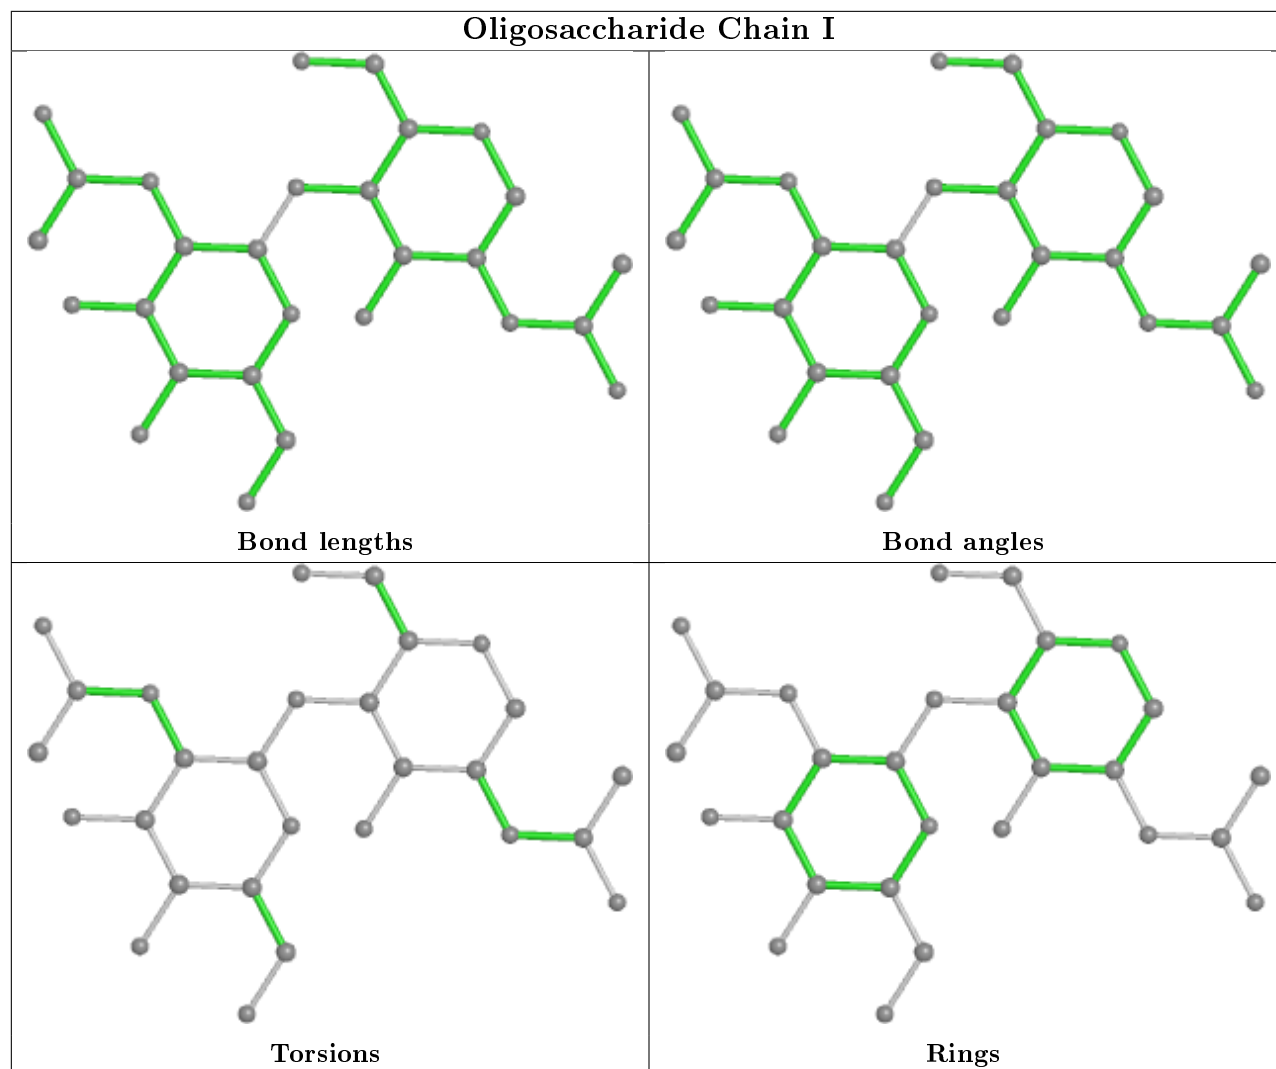 Oligosaccharide Chain I
Bond lengths
Bond angles
Torsions
Rings